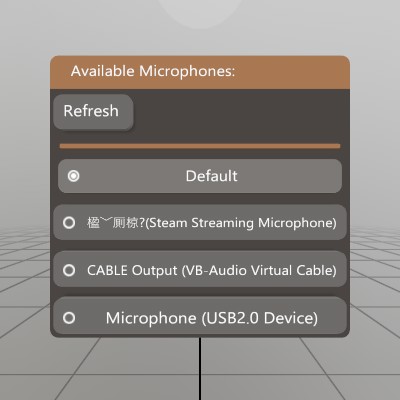 Available Microphones:
Refresh
Default
楹﹀厠椋?(Steam Streaming Microphone)
CABLE Output (VB-Audio Virtual Cable)
Microphone (USB2.0 Device)